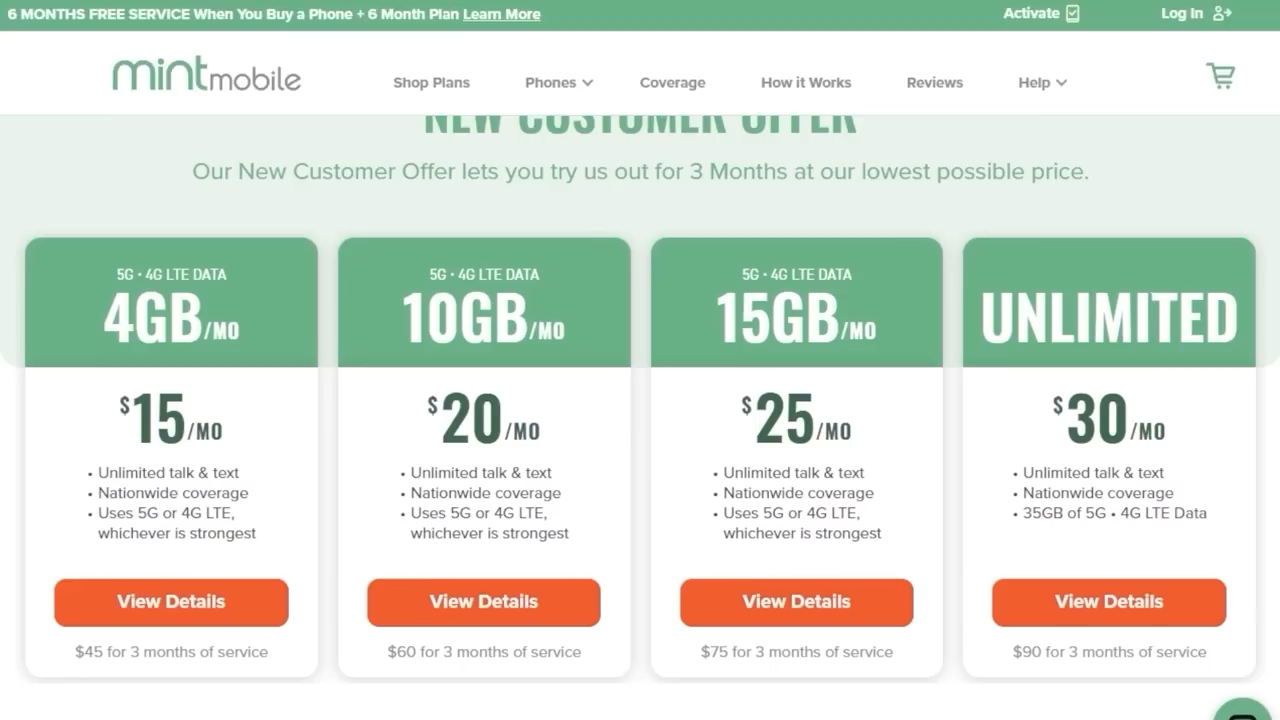 6 MONTHS FREE SERVICE When You Buy a Phone + 6 Month Plan Learn More
Activate
Log In
mintmobile
Shop Plans
Phones
Coverage
How it Works
Reviews
Help
NEW CUSTOMER OFFER
Our New Customer Offer lets you try us out for 3 Months at our lowest possible price.
5G • 4G LTE DATA
4GB/MO
$15/MO
• Unlimited talk & text
• Nationwide coverage
• Uses 5G or 4G LTE,
whichever is strongest
View Details
$45 for 3 months of service
5G • 4G LTE DATA
10GB/MO
$20/MO
• Unlimited talk & text
• Nationwide coverage
• Uses 5G or 4G LTE,
whichever is strongest
View Details
$60 for 3 months of service
5G • 4G LTE DATA
15GB/MO
$25/MO
• Unlimited talk & text
• Nationwide coverage
• Uses 5G or 4G LTE,
whichever is strongest
View Details
$75 for 3 months of service
UNLIMITED
$30/MO
• Unlimited talk & text
• Nationwide coverage
• 35GB of 5G • 4G LTE Data
View Details
$90 for 3 months of service